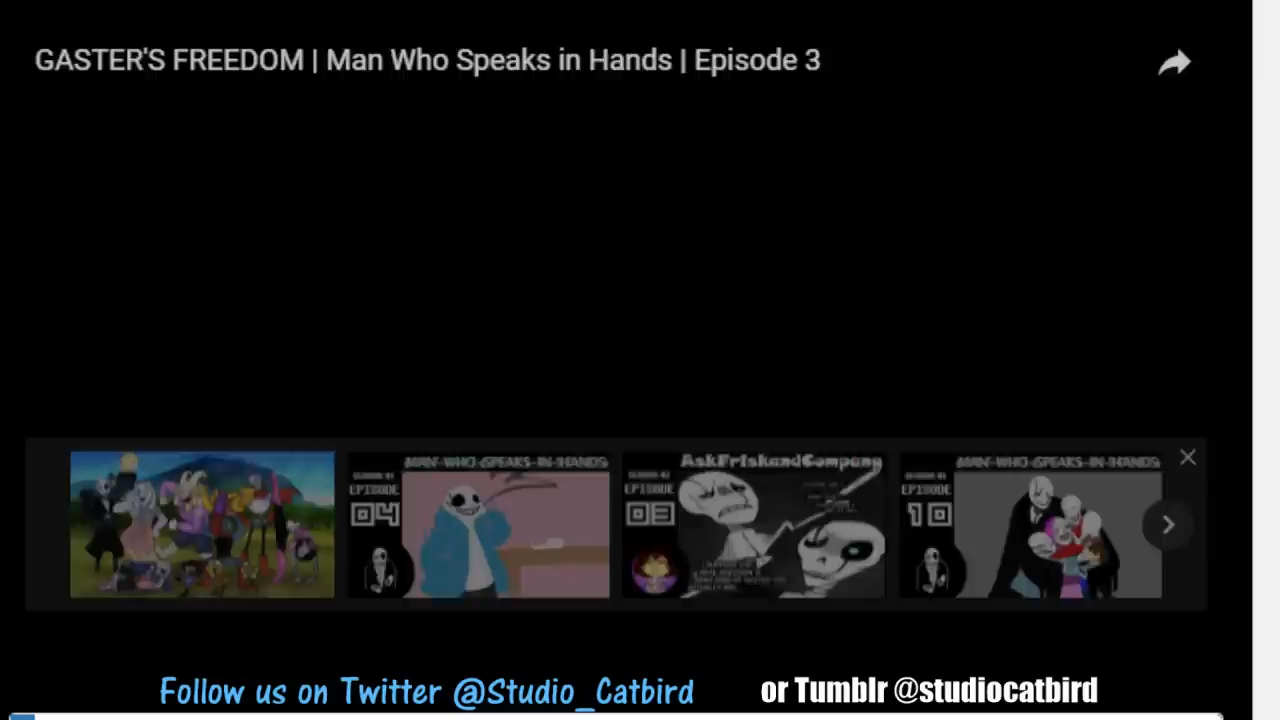 GASTER'S FREEDOM | Man Who Speaks in Hands | Episode 3
MAN-WHO-SPEAKS-IN-HANDS
EPISODE
04
AskFriskandCompany
EPISODE
03
MAN-WHO-SPEAKS-IN-HANDS
EPISODE
10
Follow us on Twitter @Studio_Catbird
or Tumblr @studiocatbird